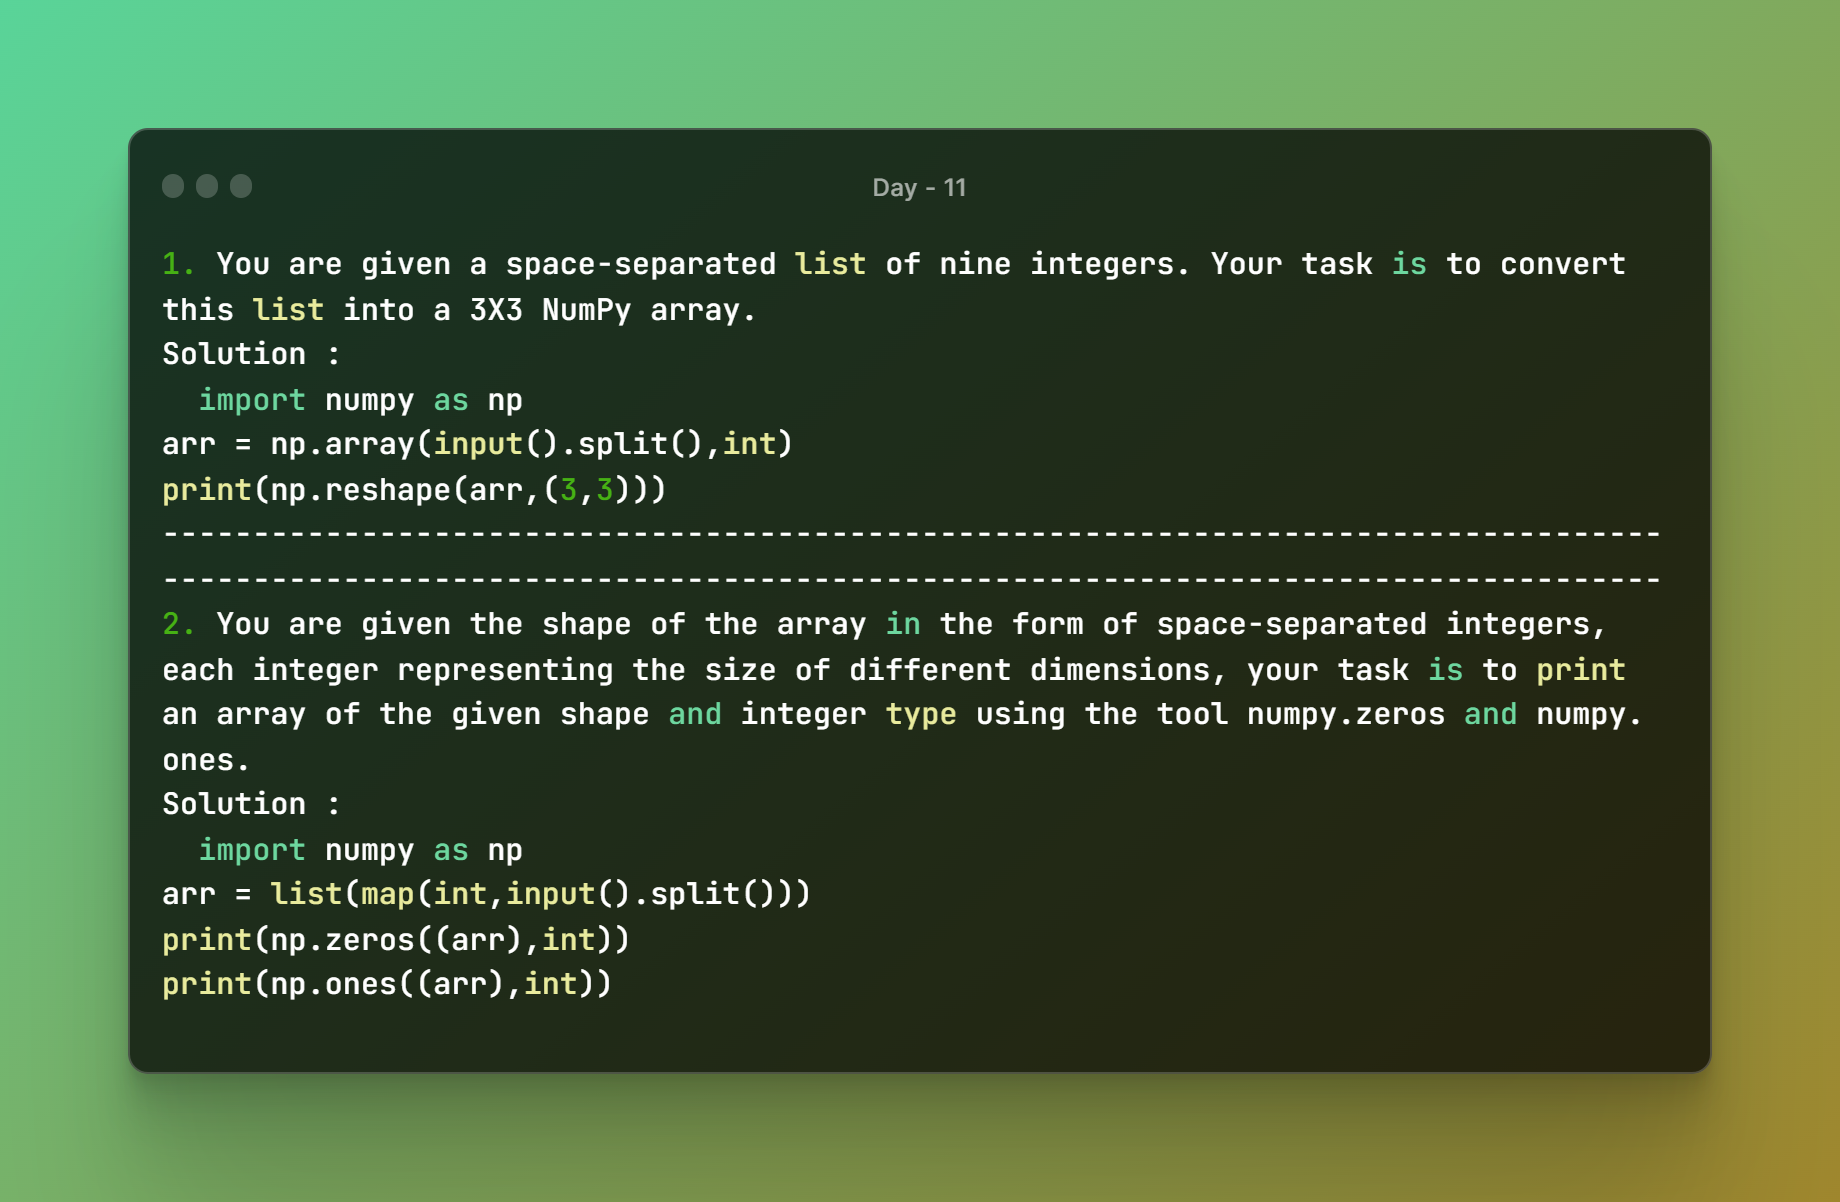 Day - 11
1. You are given a space-separated list of nine integers. Your task is to convert
this list into a 3X3 NumPy array.
Solution :
  import numpy as np
arr = np.array(input().split(),int)
print(np.reshape(arr,(3,3)))
-----------------------------------------------------------------------------------
-----------------------------------------------------------------------------------
2. You are given the shape of the array in the form of space-separated integers,
each integer representing the size of different dimensions, your task is to print
an array of the given shape and integer type using the tool numpy.zeros and numpy.
ones.
Solution :
  import numpy as np
arr = list(map(int,input().split()))
print(np.zeros((arr),int))
print(np.ones((arr),int))